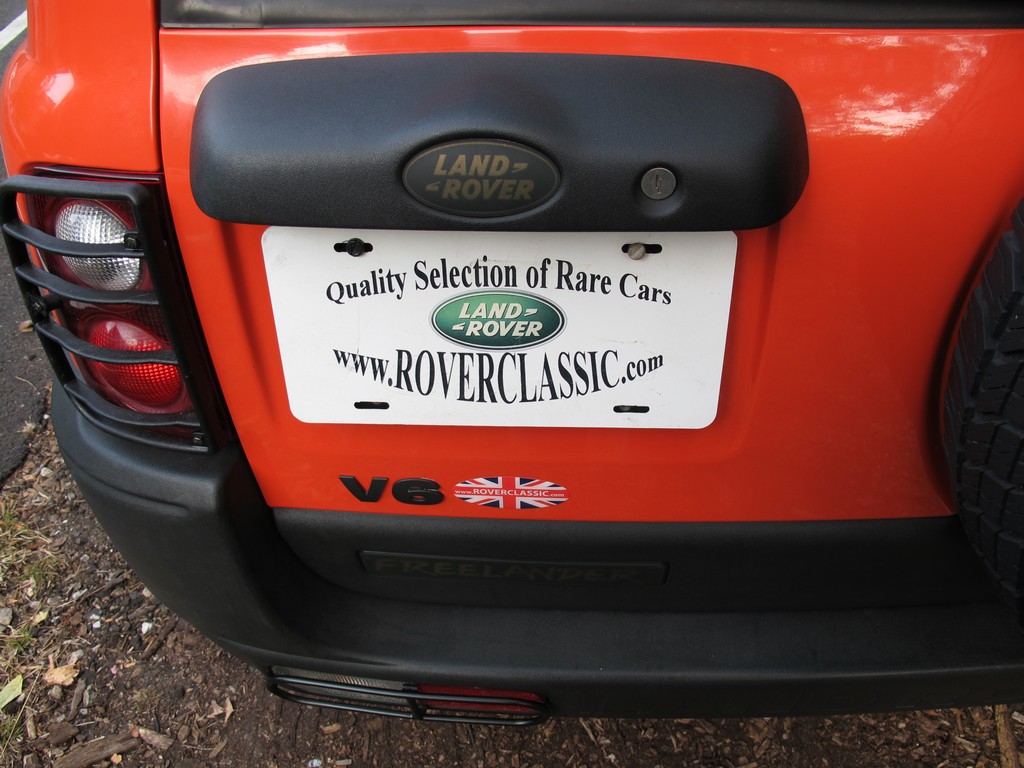 LAND-
-ROVER
Quality Selection of Rare Cars
LAND-
-ROVER
www.ROVERCLASSIC.com
V6
www.ROVERCLASSIC.com
FREELANDER